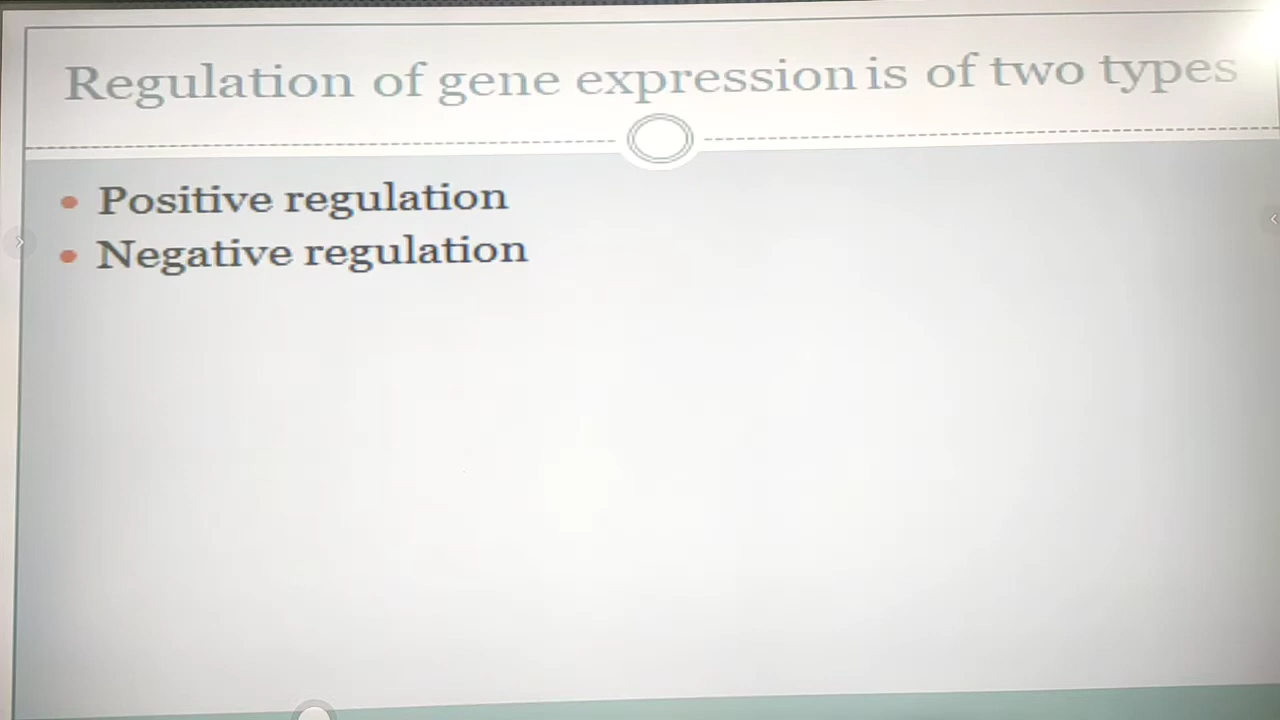 Regulation of gene expression is of two types
Positive regulation
Negative regulation